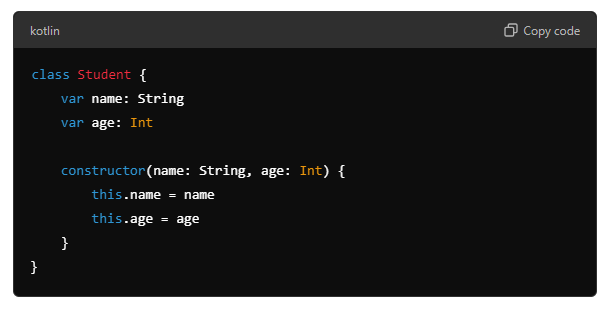 kotlin
Copy code
class Student {
    var name: String
    var age: Int

    constructor(name: String, age: Int) {
        this.name = name
        this.age = age
    }
}